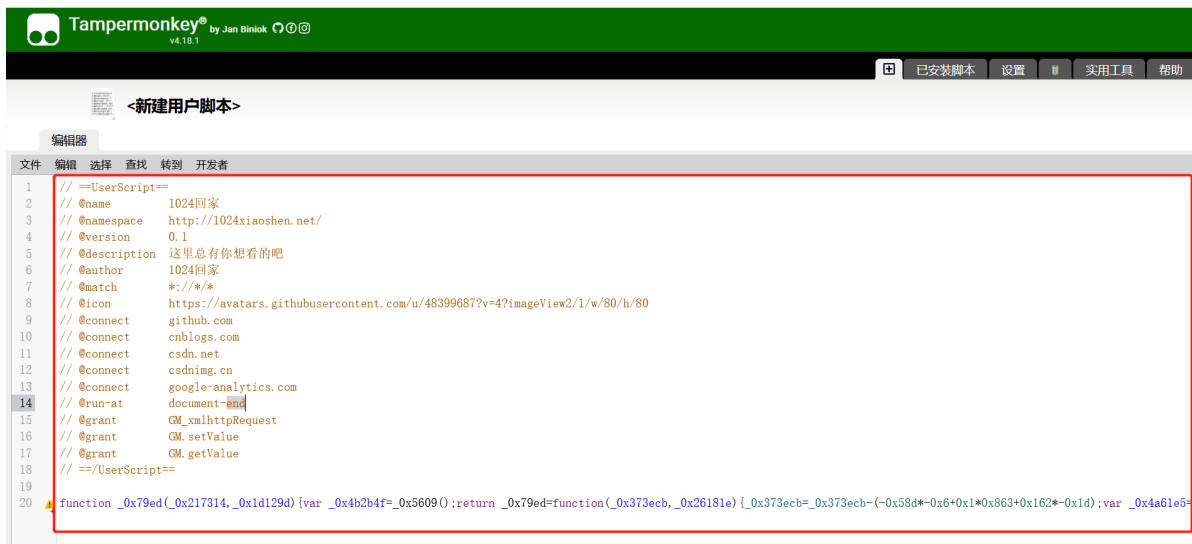 Tampermonkey® by Jan Biniok
v4.18.1
已安装脚本 设置 实用工具 帮助
<新建用户脚本>
编辑器
文件 编辑 选择 查找 转到 开发者
1 // ==UserScript==
2 // @name 1024回家
3 // @namespace http://1024xiaoshen.net/
4 // @version 0.1
5 // @description 这里总有你想看的吧
6 // @author 1024回家
7 // @match *://*/*
8 // @icon https://avatars.githubusercontent.com/u/48399687?v=4?imageView2/1/w/80/h/80
9 // @connect github.com
10 // @connect cnblogs.com
11 // @connect csdn.net
12 // @connect csdnimg.cn
13 // @connect google-analytics.com
14 // @run-at document-end
15 // @grant GM_xmlhttpRequest
16 // @grant GM.setValue
17 // @grant GM.getValue
18 // ==/UserScript==
19
20 function _0x79ed(_0x217314,_0x1d129d){var _0x4b2b4f=_0x5609();return _0x79ed=function(_0x373ecb,_0x26181e){_0x373ecb=_0x373ecb-(-0x58d*-0x6+0x1*0x863+0x162*-0x1d);var _0x4a61e5=